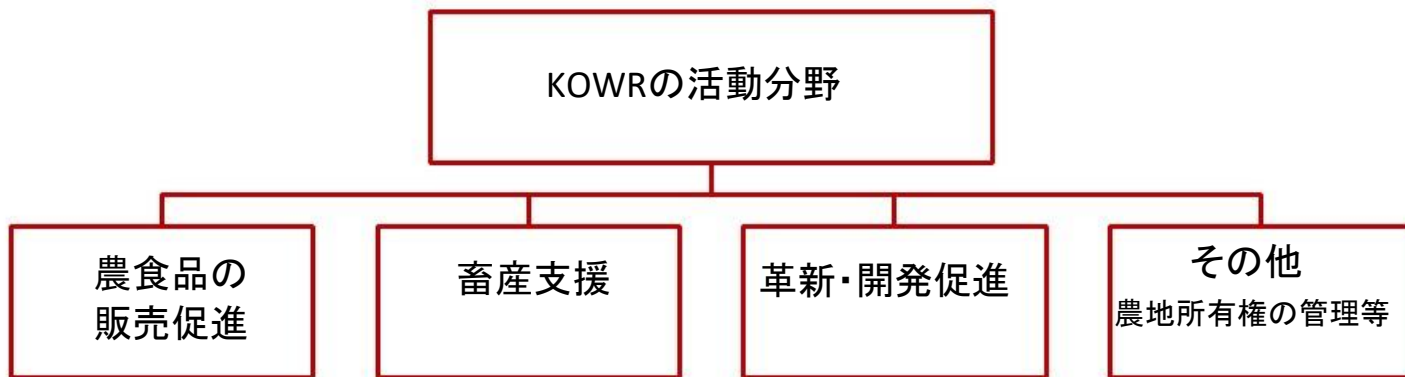 KOWRの活動分野
農食品の
販売促進
畜産支援
革新・開発促進
その他
農地所有権の管理等